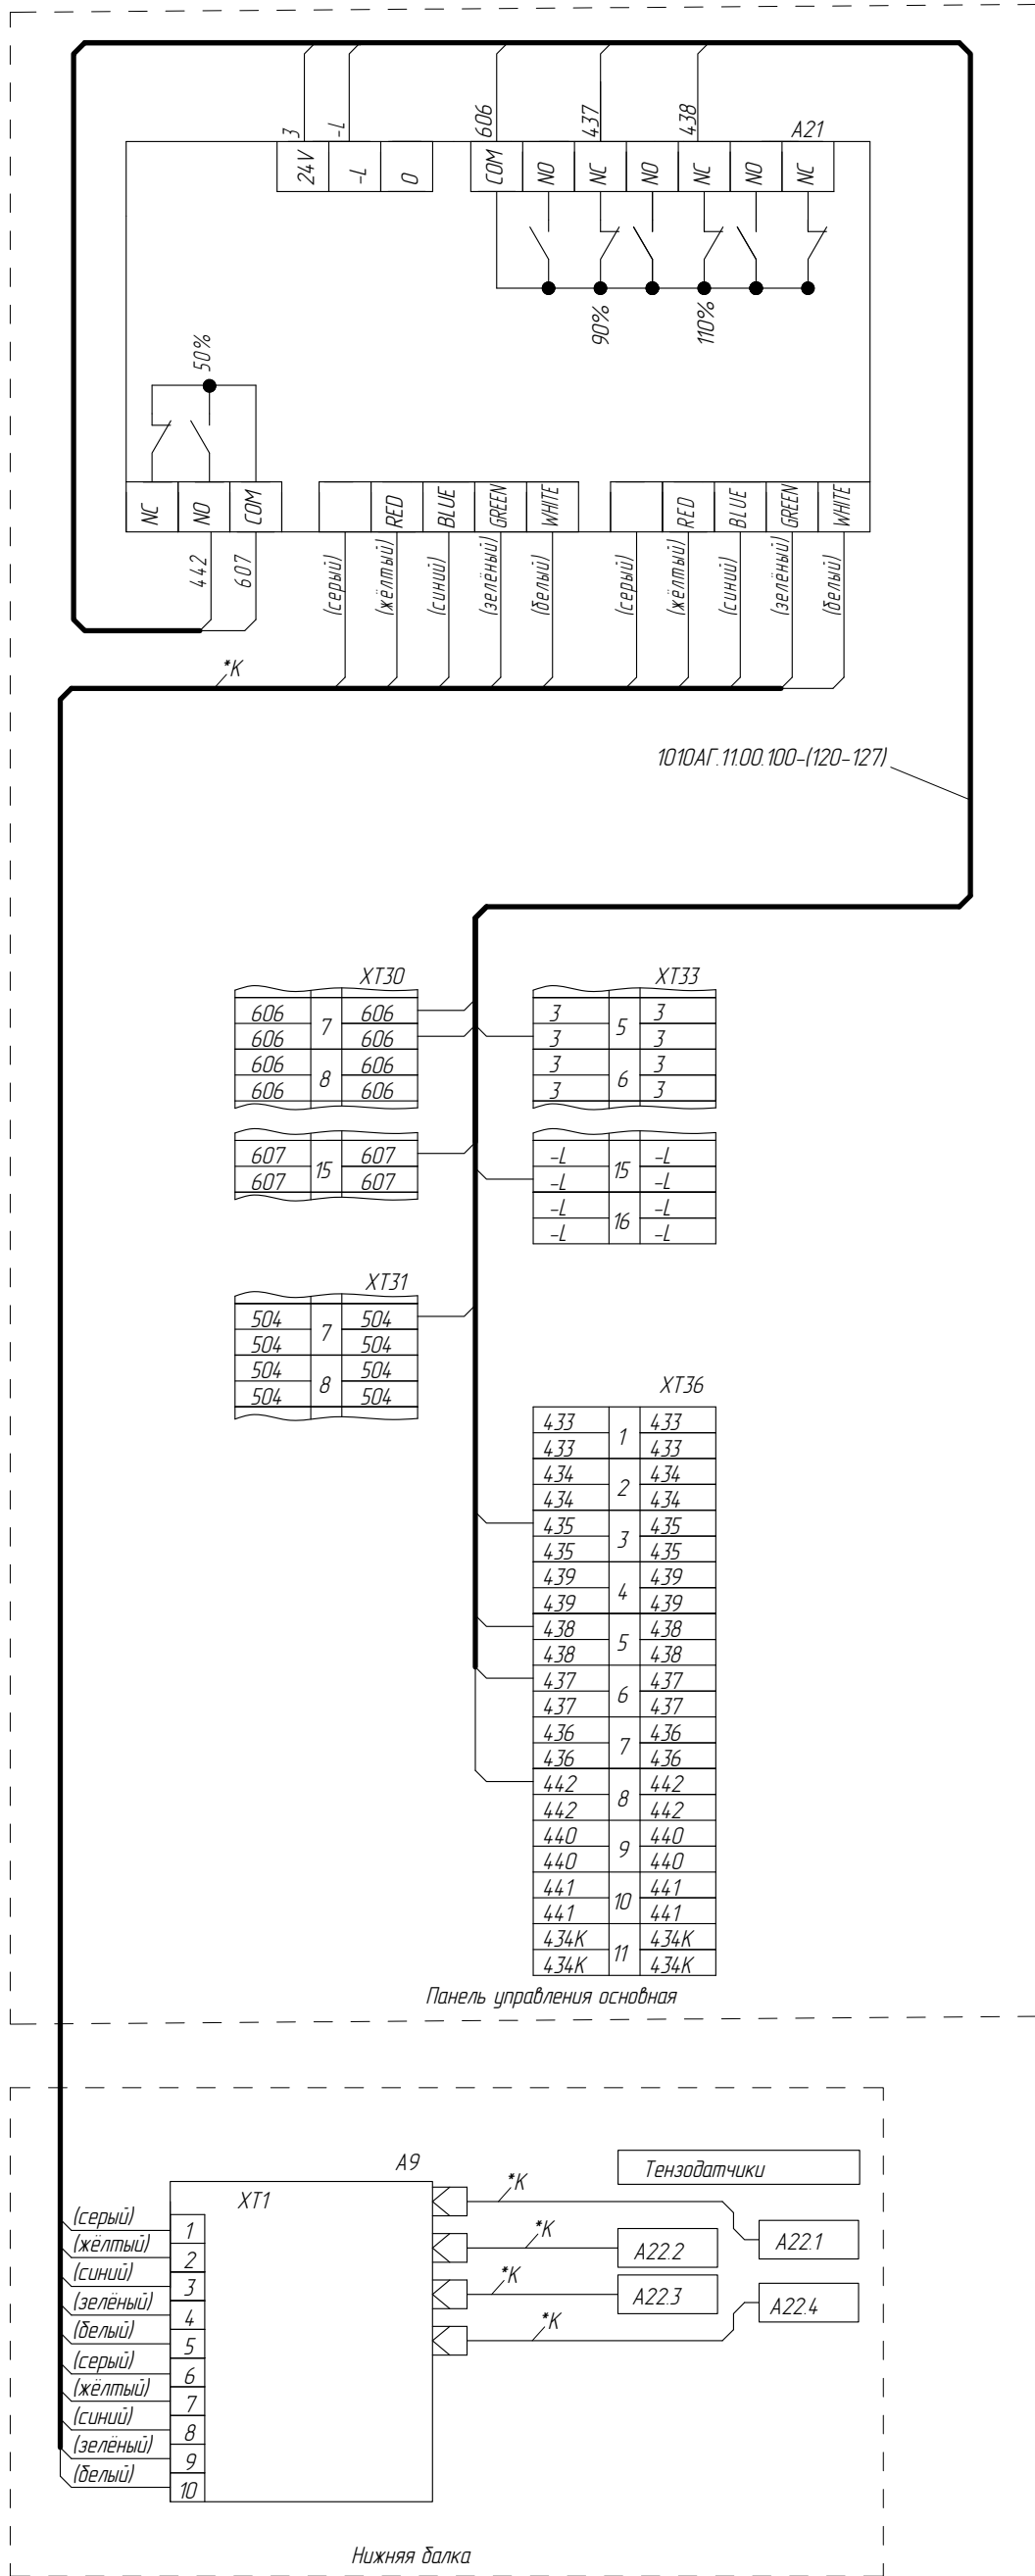 3
-L
606
437
438
A21
24V
-L
0
COM
NO
NC
NO
NC
NO
NC
90%
110%
50%
NC
NO
COM
RED
BLUE
GREEN
WHITE
RED
BLUE
GREEN
WHITE
442
607
(серый)
(жёлтый)
(синий)
(зелёный)
(белый)
(серый)
(жёлтый)
(синий)
(зелёный)
(белый)
*К
1010АГ.11.00.100-(120-127)
XT30
606 7 606
606 606
606 8 606
606 606
607 15 607
607 607
XT33
3 5 3
3 3
3 6 3
3 3
-L 15 -L
-L -L
-L 16 -L
-L -L
XT31
504 7 504
504 504
504 8 504
504 504
XT36
433 1 433
433 433
434 2 434
434 434
435 3 435
435 435
439 4 439
439 439
438 5 438
438 438
437 6 437
437 437
436 7 436
436 436
442 8 442
442 442
440 9 440
440 440
441 10 441
441 441
434К 11 434К
434К 434К
Панель управления основная
A9
XT1
Тензодатчики
(серый) 1
(жёлтый) 2
(синий) 3
(зелёный) 4
(белый) 5
(серый) 6
(жёлтый) 7
(синий) 8
(зелёный) 9
(белый) 10
*К
A22.1
*К
A22.2
*К
A22.3
*К
A22.4
Нижняя балка